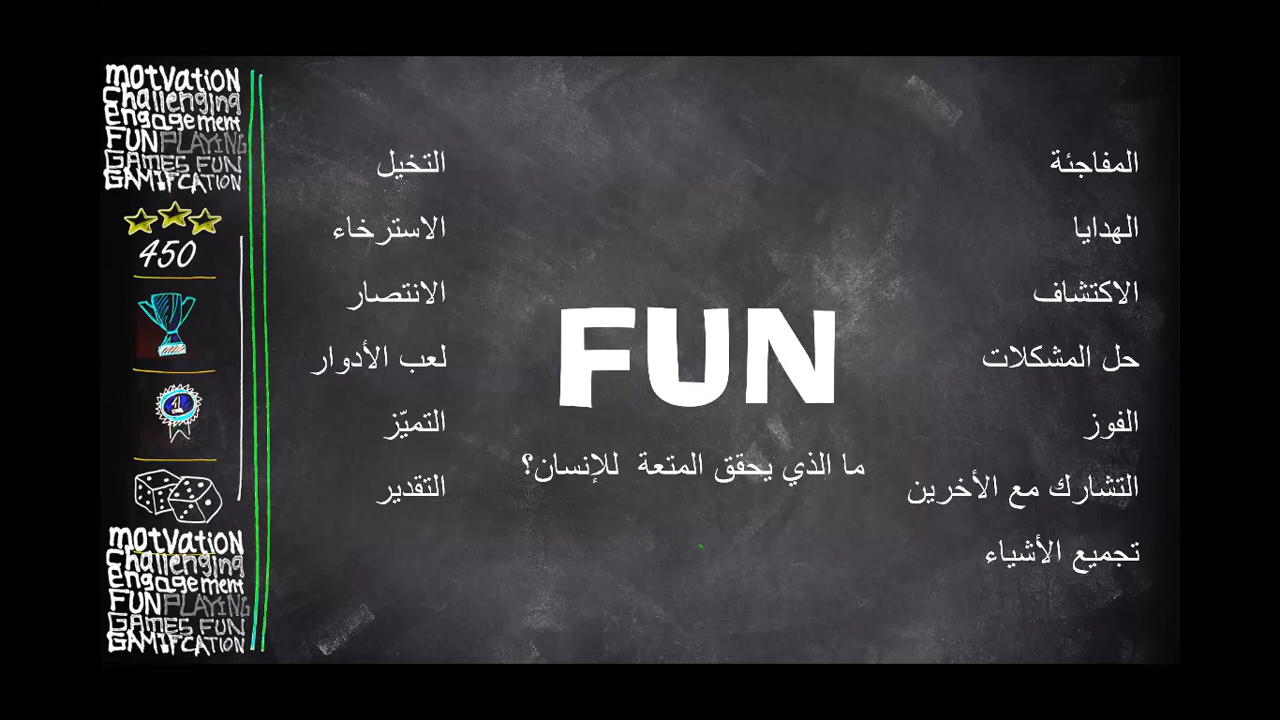 motvation
Challenging
Engagement
FUN PLAYING
GAMES FUN
GAMIFCATION
450
1
motvation
Challenging
Engagement
FUN PLAYING
GAMES FUN
GAMIFCATION
المفاجئة
الهدايا
الاكتشاف
حل المشكلات
الفوز
التشارك مع الأخرين
تجميع الأشياء
FUN
ما الذي يحقق المتعة للإنسان؟
التخيل
الاسترخاء
الانتصار
لعب الأدوار
التميّز
التقدير